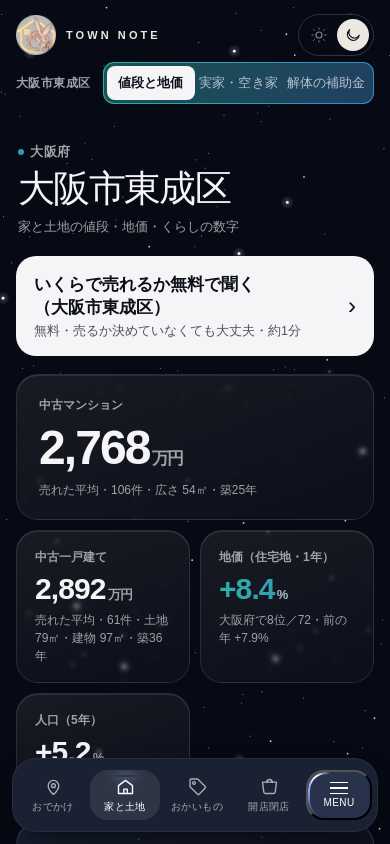 TOWN NOTE
大阪市東成区
値段と地価 実家・空き家 解体の補助金
大阪府
大阪市東成区
家と土地の値段・地価・くらしの数字
いくらで売れるか無料で聞く
（大阪市東成区）
無料・売るか決めていなくても大丈夫・約1分
中古マンション
2,768万円
売れた平均・106件・広さ 54㎡・築25年
中古一戸建て
2,892万円
売れた平均・61件・土地
79㎡・建物 97㎡・築36
年
地価（住宅地・1年）
+8.4%
大阪府で8位／72・前の
年 +7.9%
人口（5年）
+5.2%
おでかけ
家と土地
おかいもの
開店閉店
MENU